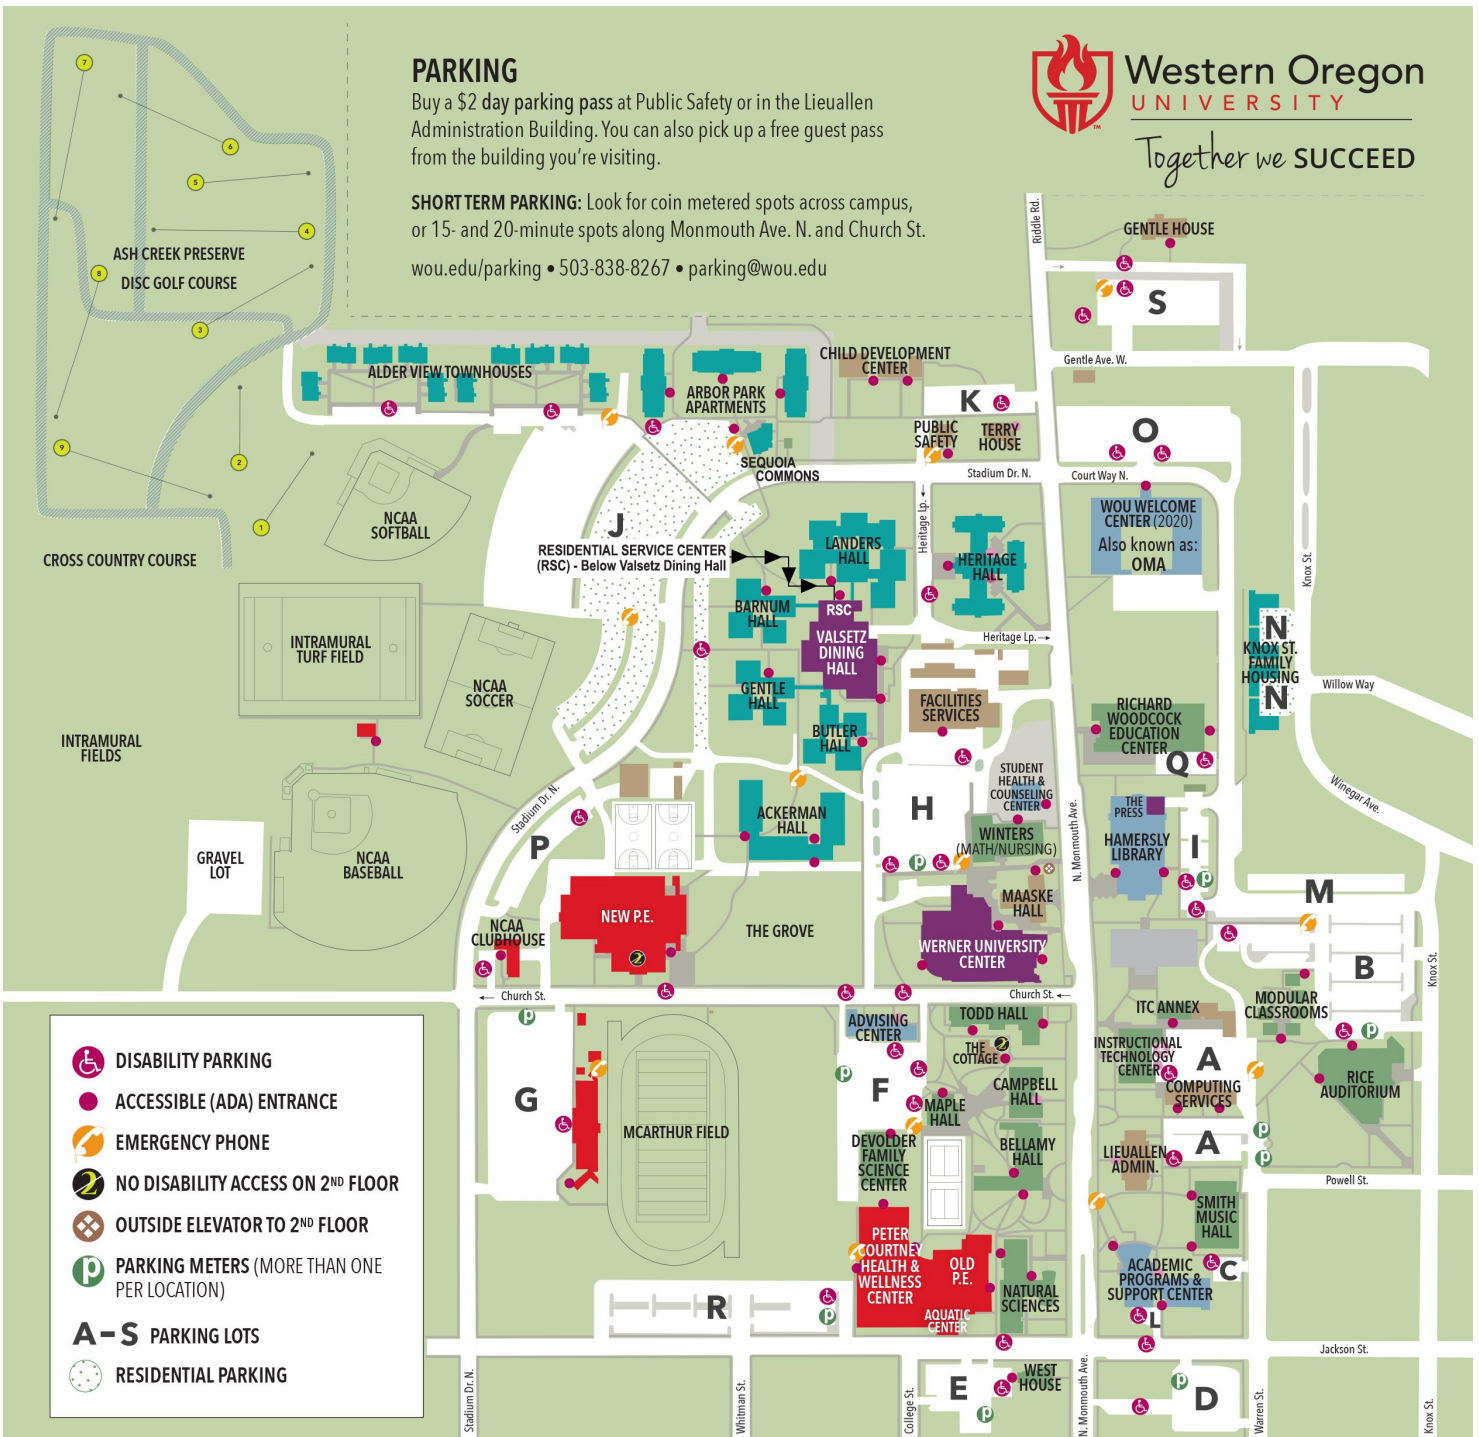 PARKING
Buy a $2 day parking pass at Public Safety or in the Lieuallen
Administration Building. You can also pick up a free guest pass
from the building you're visiting.
SHORT TERM PARKING: Look for coin metered spots across campus,
or 15- and 20-minute spots along Monmouth Ave. N. and Church St.
wou.edu/parking • 503-838-8267 • parking@wou.edu
Western Oregon
UNIVERSITY
TM
Together we SUCCEED
7
6
5
4
ASH CREEK PRESERVE
8
DISC GOLF COURSE
3
9
2
1
CROSS COUNTRY COURSE
Riddle Rd.
GENTLE HOUSE
S
Gentle Ave. W.
ALDER VIEW TOWNHOUSES
ARBOR PARK
APARTMENTS
CHILD DEVELOPMENT
CENTER
K
PUBLIC
SAFETY
TERRY
HOUSE
O
SEQUOIA
COMMONS
Stadium Dr. N.
Court Way N.
NCAA
SOFTBALL
J
RESIDENTIAL SERVICE CENTER
(RSC) - Below Valsetz Dining Hall
LANDERS
HALL
Heritage Lp.
HERITAGE
HALL
WOU WELCOME
CENTER (2020)
Also known as:
OMA
Knox St.
BARNUM
HALL
RSC
VALSETZ
DINING
HALL
Heritage Lp.
N
KNOX ST.
FAMILY
HOUSING
N
Willow Way
INTRAMURAL
TURF FIELD
NCAA
SOCCER
GENTLE
HALL
BUTLER
HALL
FACILITIES
SERVICES
RICHARD
WOODCOCK
EDUCATION
CENTER
Q
INTRAMURAL
FIELDS
Winegar Ave.
Stadium Dr. N.
P
ACKERMAN
HALL
H
STUDENT
HEALTH &
COUNSELING
CENTER
WINTERS
(MATH/NURSING)
N. Monmouth Ave.
THE
PRESS
HAMERSLY
LIBRARY
I
M
GRAVEL
LOT
NCAA
BASEBALL
NCAA
CLUBHOUSE
NEW P.E.
2
THE GROVE
MAASKE
HALL
WERNER UNIVERSITY
CENTER
B
Knox St.
Church St.
Church St.
ADVISING
CENTER
TODD HALL
THE
COTTAGE
2
ITC ANNEX
MODULAR
CLASSROOMS
INSTRUCTIONAL
TECHNOLOGY
CENTER
A
COMPUTING
SERVICES
RICE
AUDITORIUM
p
p
p
p
p
G
MCARTHUR FIELD
p
F
CAMPBELL
HALL
MAPLE
HALL
DEVOLDER
FAMILY
SCIENCE
CENTER
BELLAMY
HALL
LIEUALLEN
ADMIN.
A
p
p
Powell St.
SMITH
MUSIC
HALL
PETER
COURTNEY
HEALTH &
WELLNESS
CENTER
OLD
P.E.
AQUATIC
CENTER
NATURAL
SCIENCES
ACADEMIC
PROGRAMS &
SUPPORT CENTER
C
L
R
p
Jackson St.
E
WEST
HOUSE
p
p
D
Stadium Dr. N.
Whitman St.
College St.
N. Monmouth Ave.
Warren St.
Knox St.
DISABILITY PARKING
ACCESSIBLE (ADA) ENTRANCE
EMERGENCY PHONE
2 NO DISABILITY ACCESS ON 2ND FLOOR
OUTSIDE ELEVATOR TO 2ND FLOOR
p PARKING METERS (MORE THAN ONE
PER LOCATION)
A–S PARKING LOTS
RESIDENTIAL PARKING